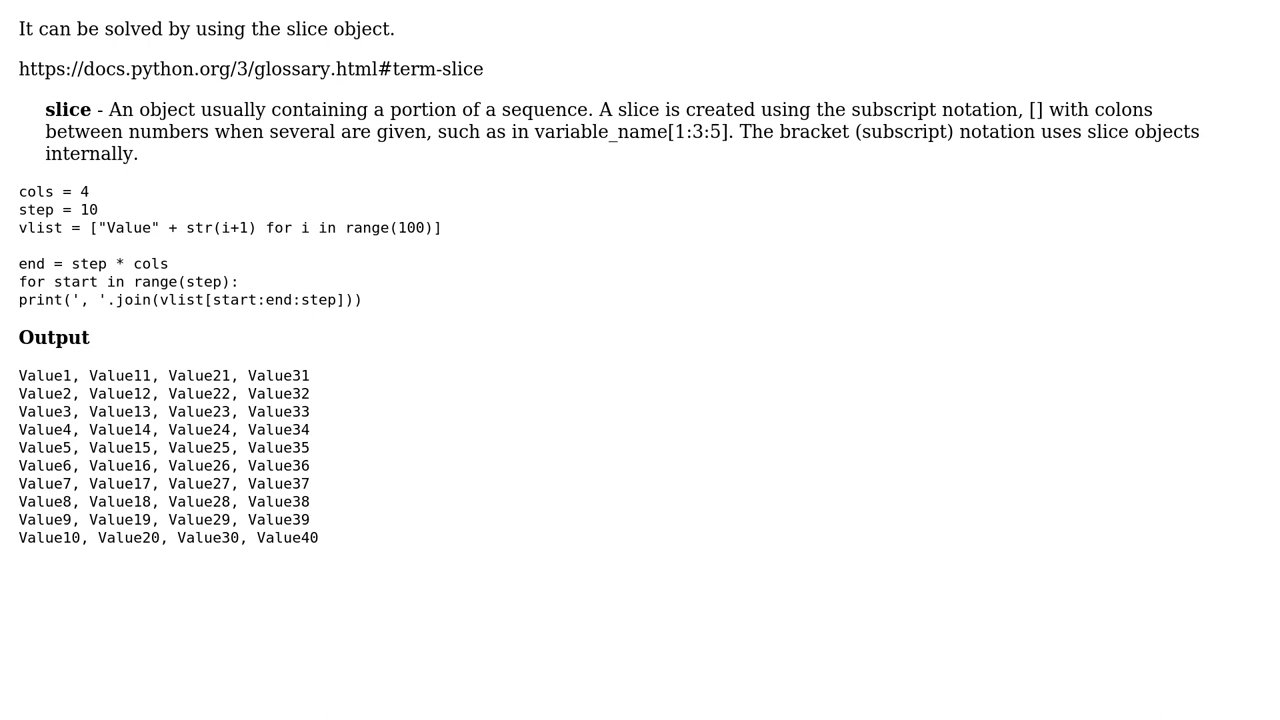 It can be solved by using the slice object.
https://docs.python.org/3/glossary.html#term-slice
slice - An object usually containing a portion of a sequence. A slice is created using the subscript notation, [] with colons
between numbers when several are given, such as in variable_name[1:3:5]. The bracket (subscript) notation uses slice objects
internally.
cols = 4
step = 10
vlist = ["Value" + str(i+1) for i in range(100)]
end = step * cols
for start in range(step):
print(', '.join(vlist[start:end:step]))
Output
Value1, Value11, Value21, Value31
Value2, Value12, Value22, Value32
Value3, Value13, Value23, Value33
Value4, Value14, Value24, Value34
Value5, Value15, Value25, Value35
Value6, Value16, Value26, Value36
Value7, Value17, Value27, Value37
Value8, Value18, Value28, Value38
Value9, Value19, Value29, Value39
Value10, Value20, Value30, Value40